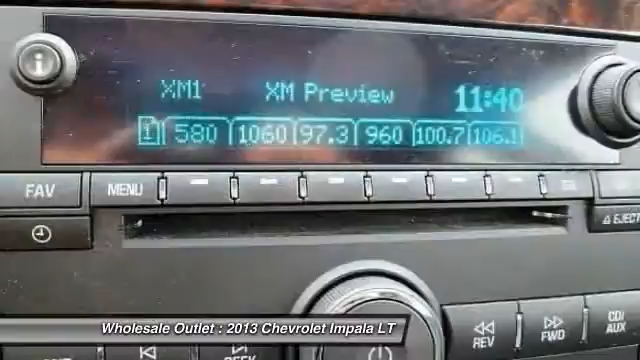 XM1 XM Preview 11:40
1 580 1060 97.3 960 100.7 106.1
FAV MENU
EJECT
REV FWD CD/AUX
Wholesale Outlet : 2013 Chevrolet Impala LT